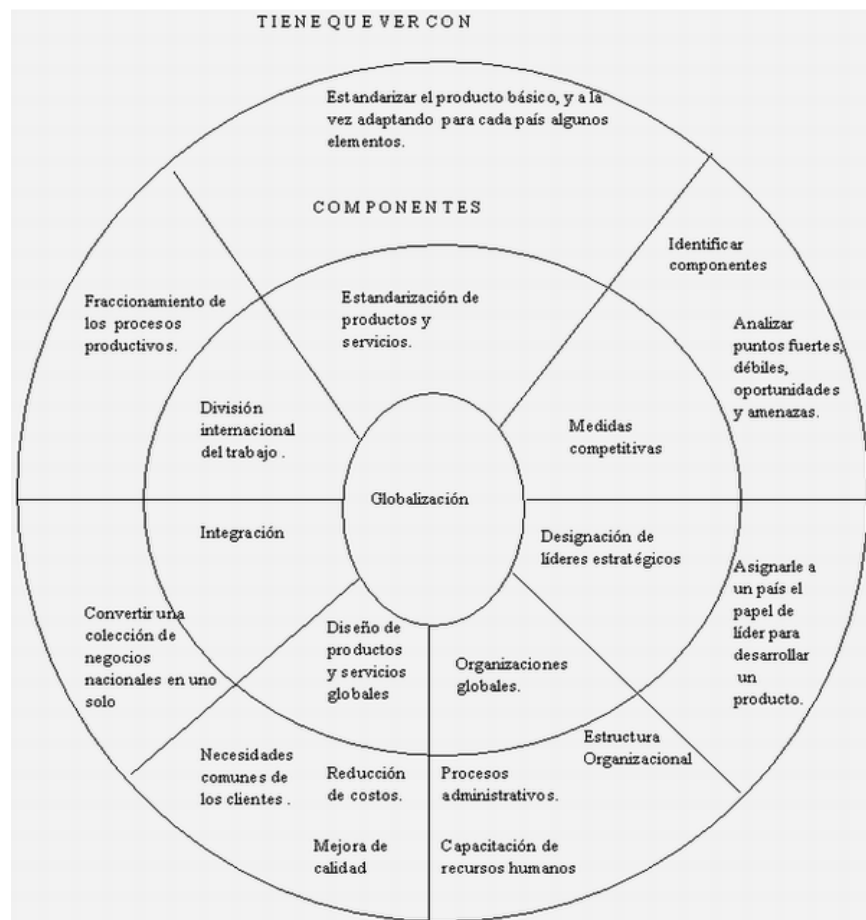 TIENE QUE VER CON
Estandarizar el producto básico, y a la
vez adaptando para cada país algunos
elementos.
COMPONENTES
Identificar
componentes
Fraccionamiento de
los procesos
productivos.
Estandarización de
productos y
servicios.
Analizar
puntos fuertes,
débiles,
oportunidades
y amenazas.
División
internacional
del trabajo .
Medidas
competitivas
Globalización
Integración
Designación de
líderes estratégicos
Asignarle a
un país el
papel de
líder para
desarrollar
un
producto.
Convertir una
colección de
negocios
nacionales en uno
solo
Diseño de
productos
y servicios
globales
Organizaciones
globales.
Estructura
Organizacional
Necesidades
comunes de
los clientes .
Reducción
de costos.
Procesos
administrativos.
Mejora de
calidad
Capacitación de
recursos humanos